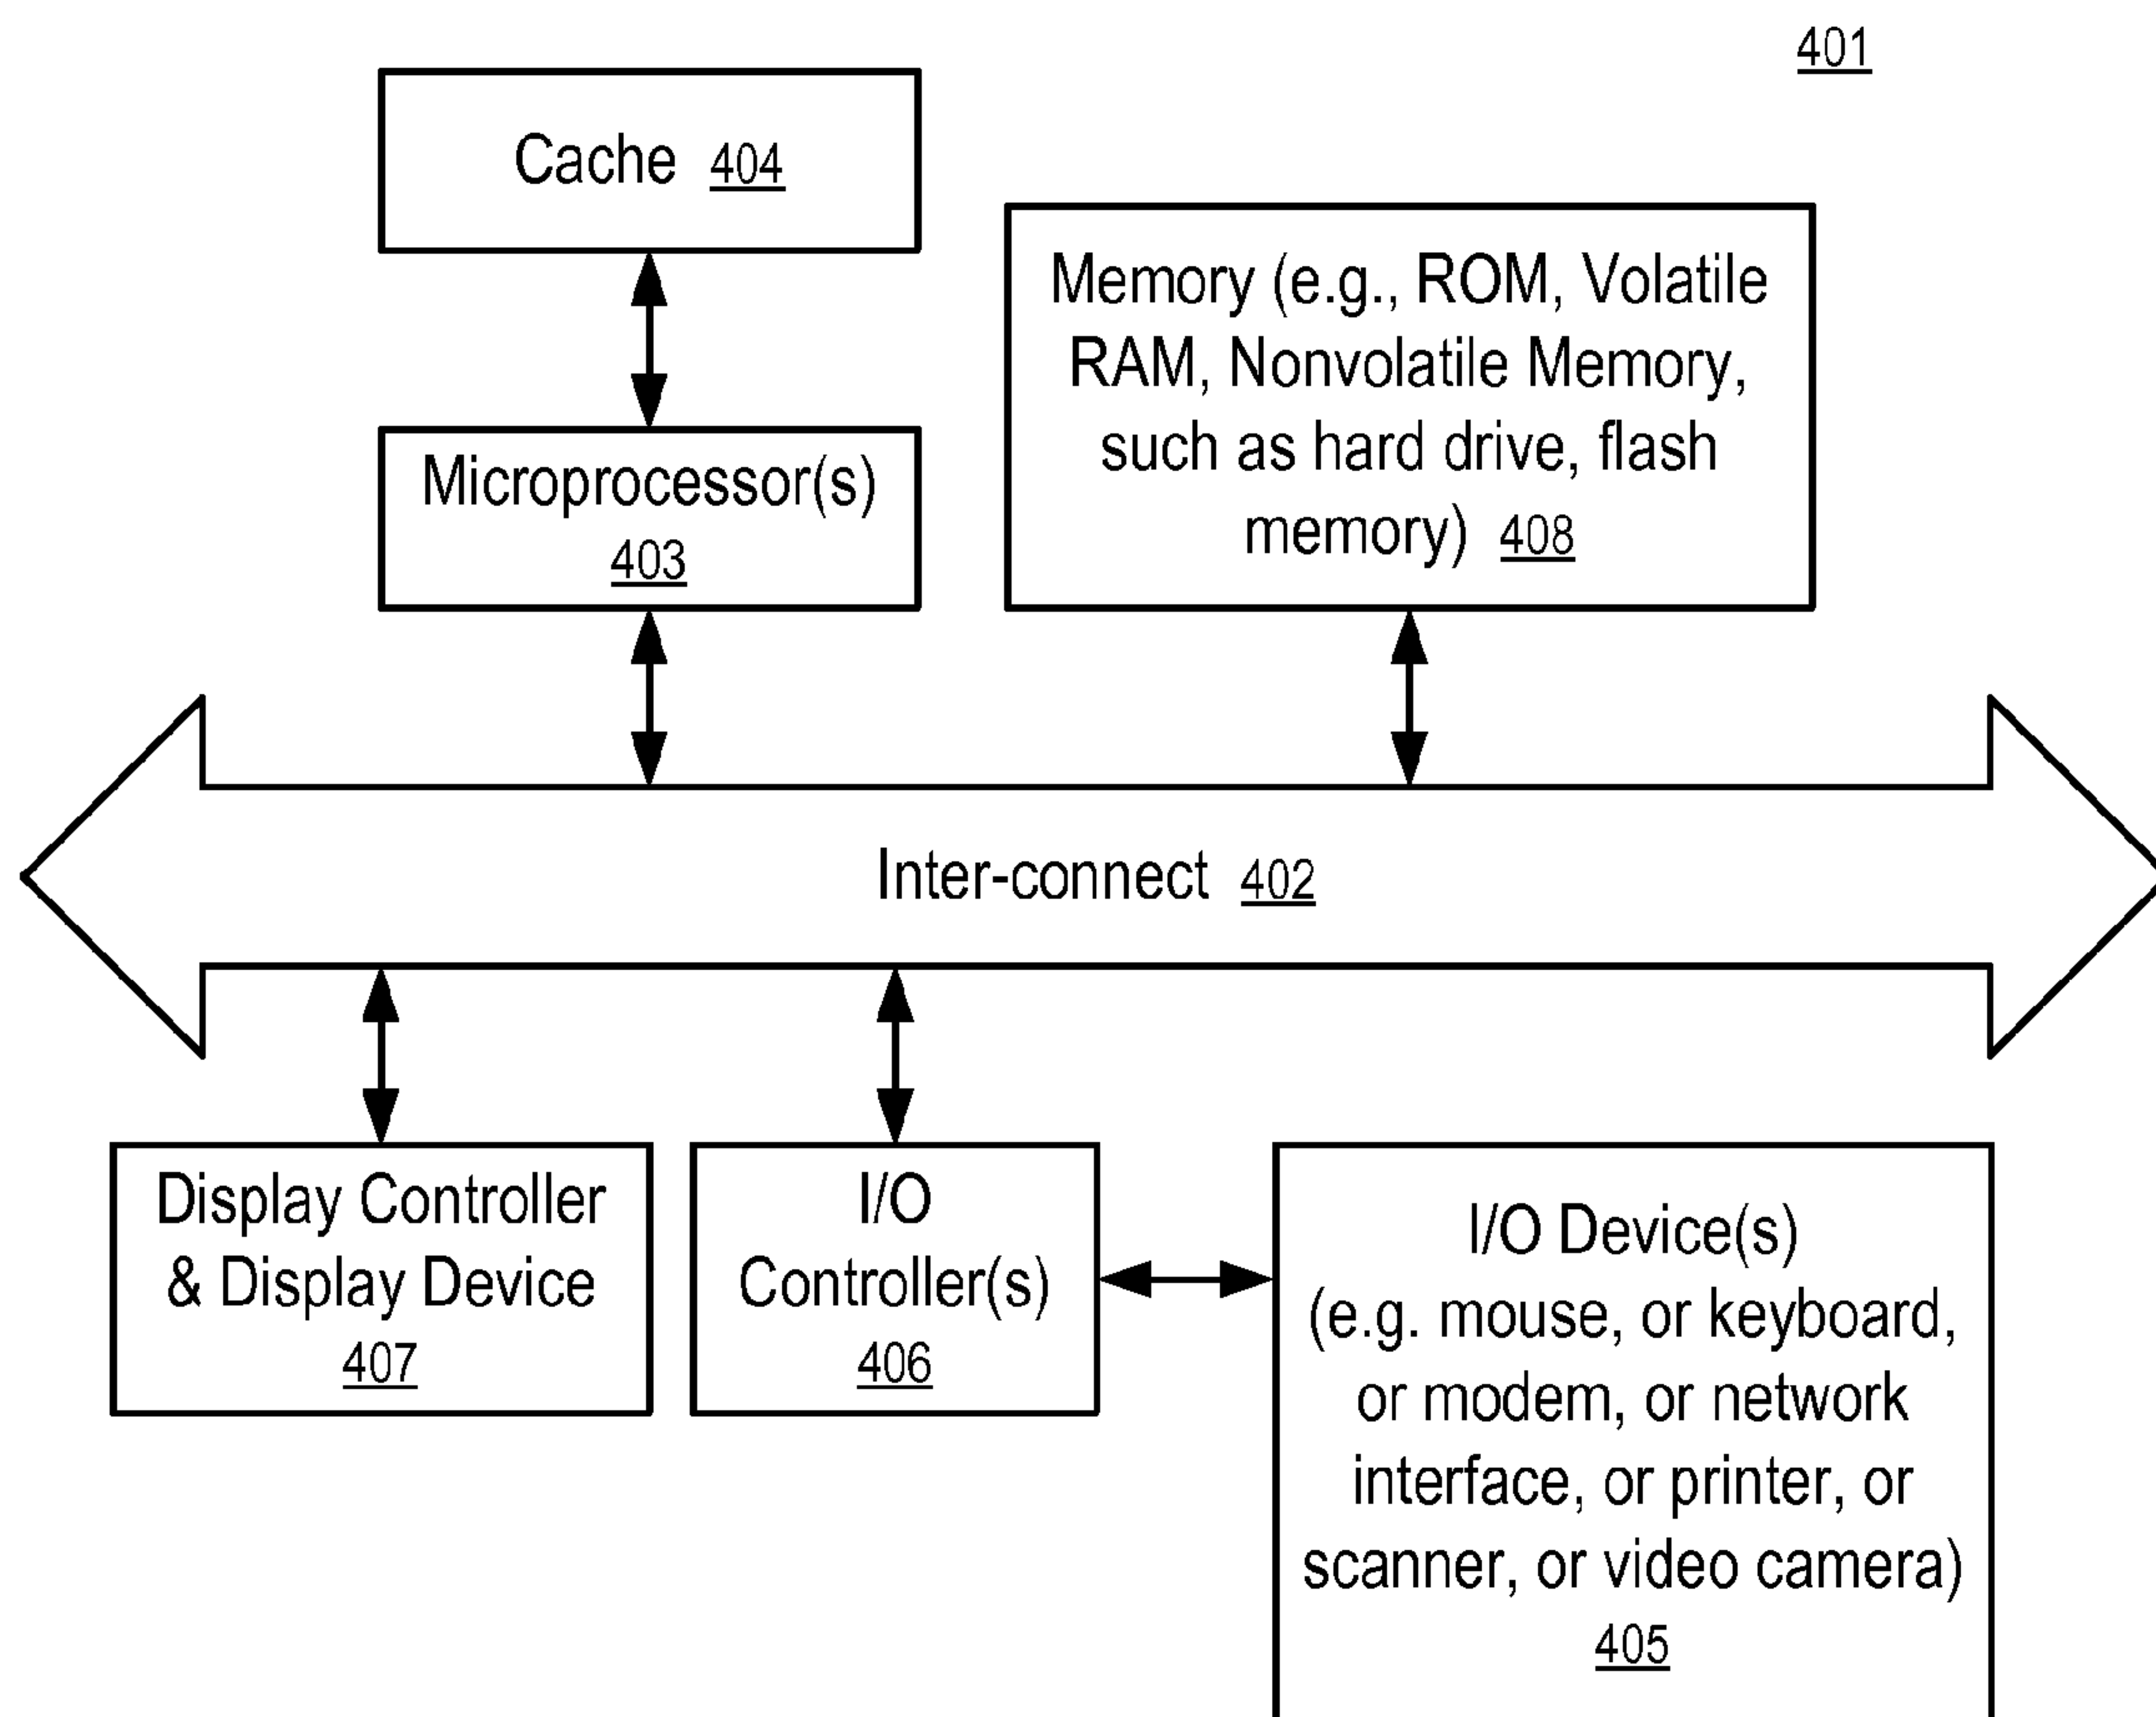 401
Cache 404
Memory (e.g., ROM, Volatile
RAM, Nonvolatile Memory,
such as hard drive, flash
memory) 408
Microprocessor(s)
403
Inter-connect 402
Display Controller
& Display Device
407
I/O
Controller(s)
406
I/O Device(s)
(e.g. mouse, or keyboard,
or modem, or network
interface, or printer, or
scanner, or video camera)
405